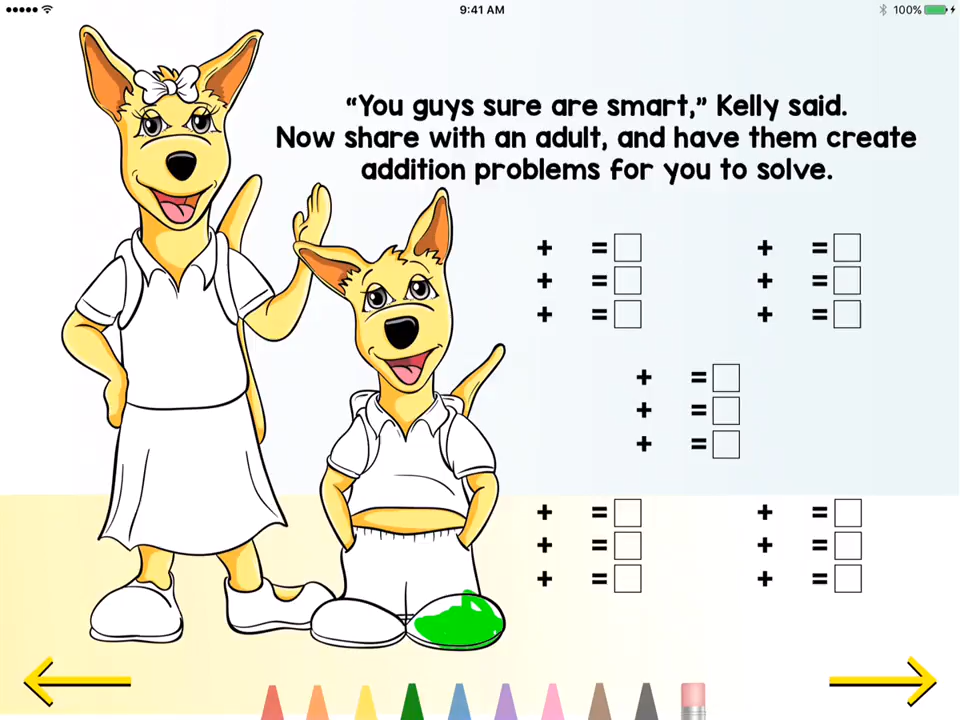 9:41 AM
100%
“You guys sure are smart,” Kelly said.
Now share with an adult, and have them create
addition problems for you to solve.
+ = + =
+ = + =
+ = + =
+ =
+ =
+ =
+ = + =
+ = + =
+ = + =